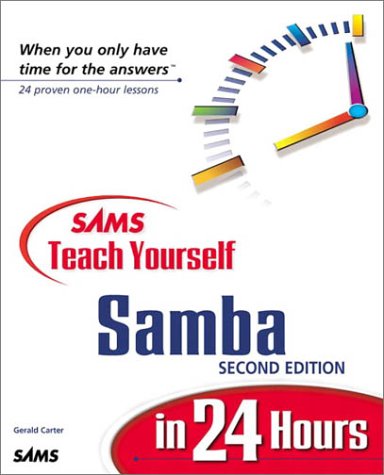 When you only have
time for the answers™
24 proven one-hour lessons
SAMS
Teach Yourself
Samba
SECOND EDITION
Gerald Carter
in 24 Hours
SAMS